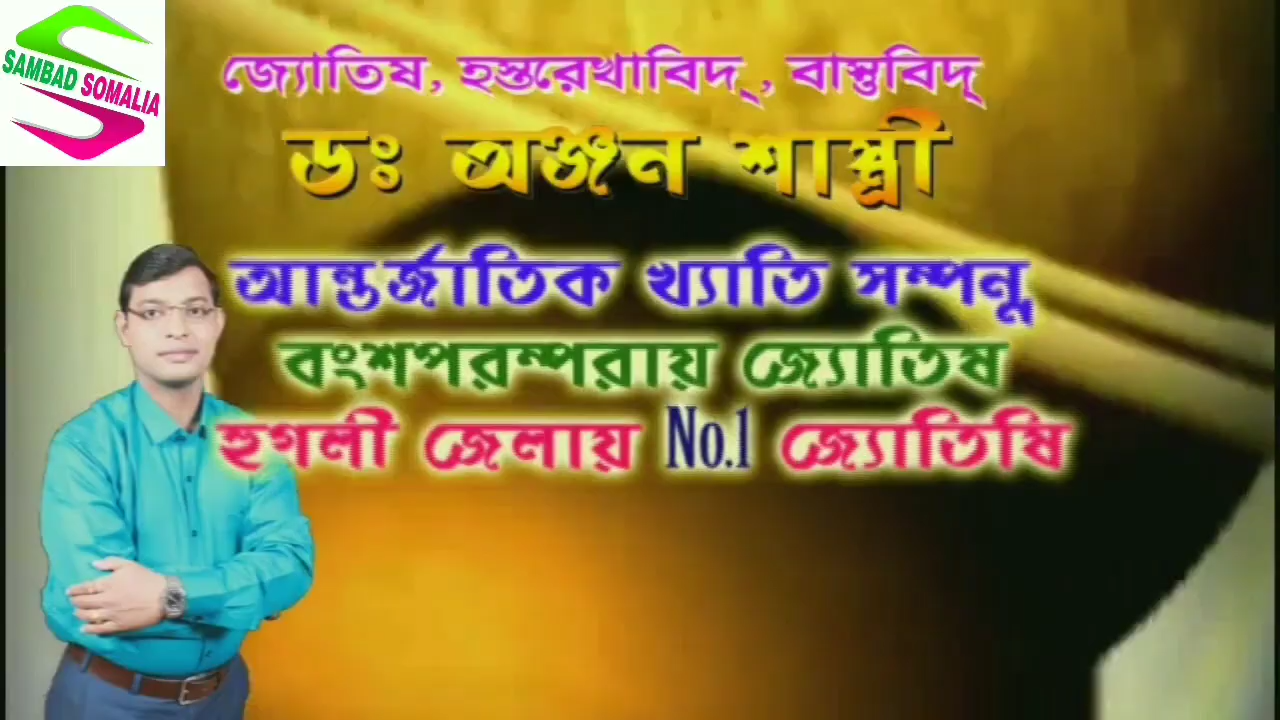 SAMBAD SOMALIA
জ্যোতিষ, হস্তরেখাবিদ্, বাস্তুবিদ্
ডঃ অঞ্জন শাস্ত্রী
আন্তর্জাতিক খ্যাতি সম্পন্ন
বংশপরম্পরায় জ্যোতিষ
হুগলী জেলায় No.1 জ্যোতিষি